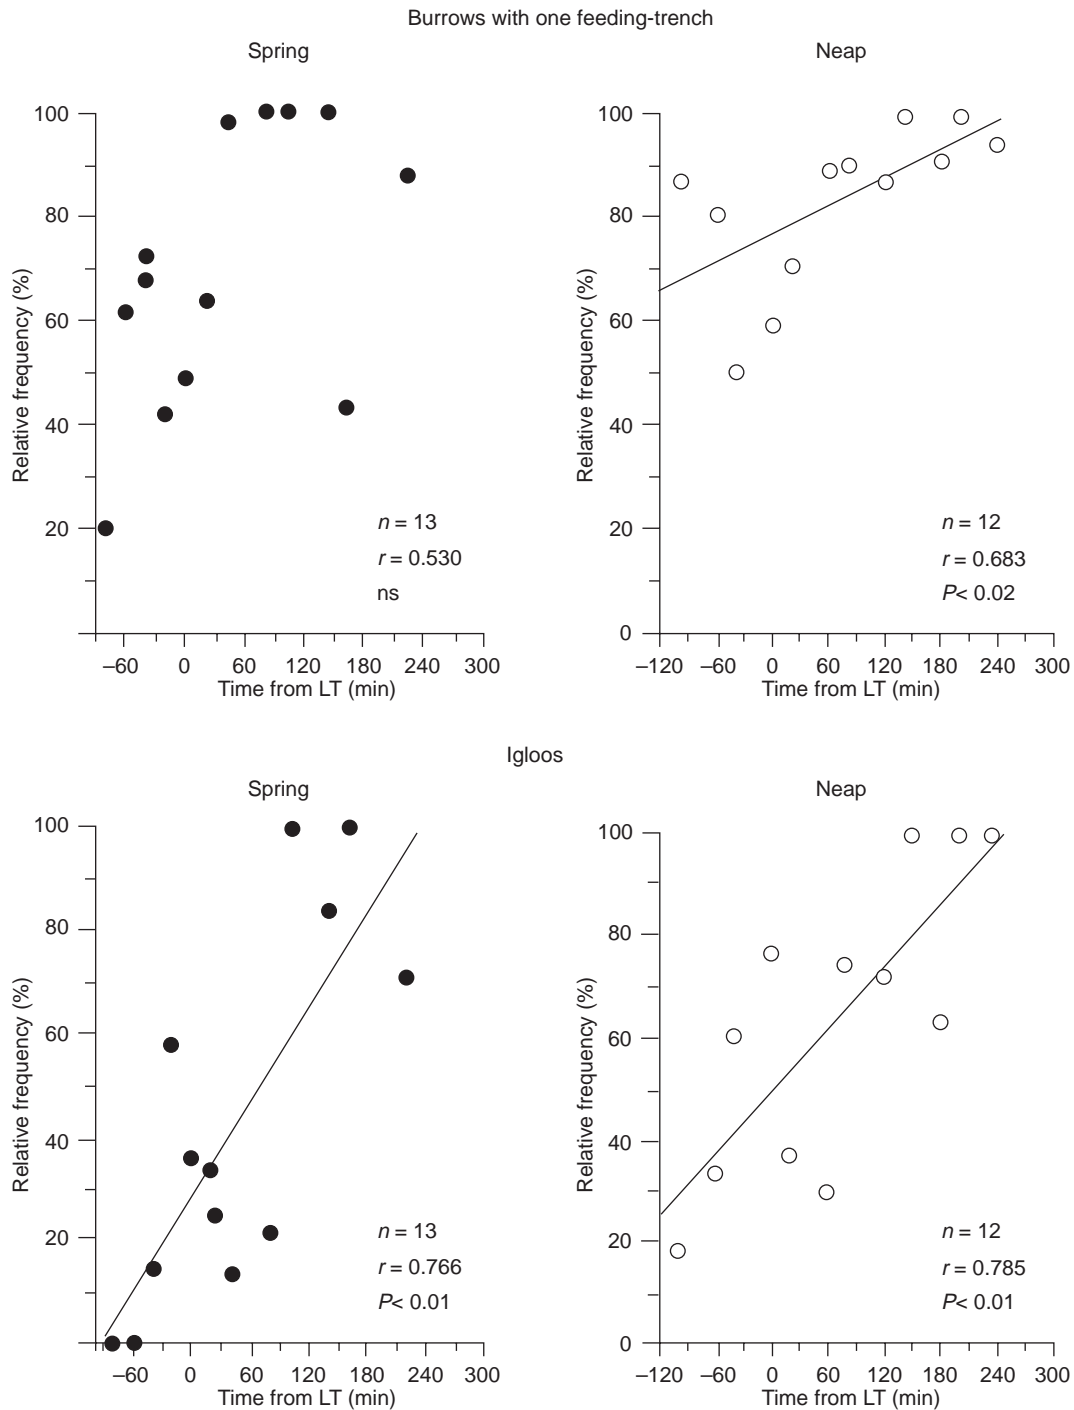 Burrows with one feeding-trench
Spring
Neap
100
80
60
40
20
Relative frequency (%)
n = 13
r = 0.530
ns
–60 0 60 120 180 240 300
Time from LT (min)
100
80
60
40
20
0
Relative frequency (%)
n = 12
r = 0.683
P< 0.02
–120 –60 0 60 120 180 240 300
Time from LT (min)
Igloos
Spring
Neap
100
80
60
40
20
Relative frequency (%)
n = 13
r = 0.766
P< 0.01
–60 0 60 120 180 240 300
Time from LT (min)
100
80
60
40
20
0
Relative frequency (%)
n = 12
r = 0.785
P< 0.01
–120 –60 0 60 120 180 240 300
Time from LT (min)